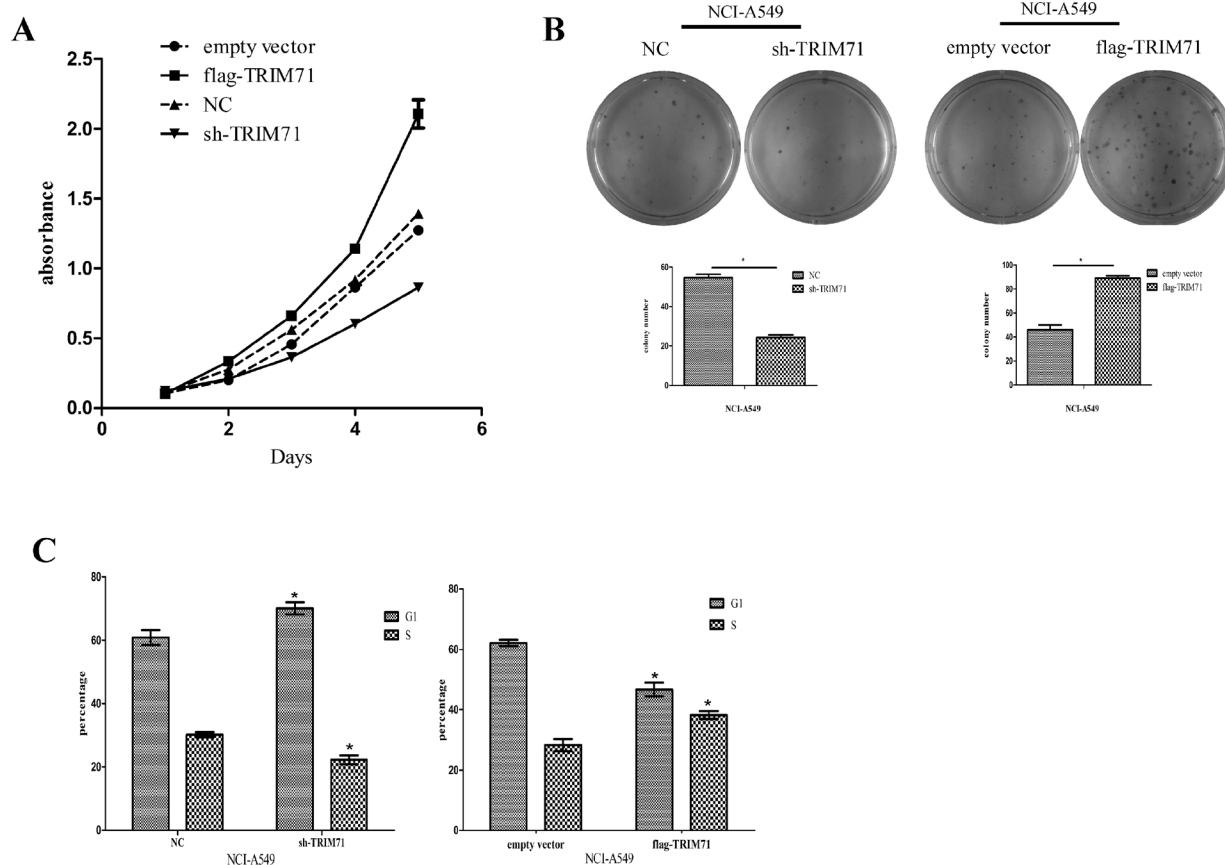 A
empty vector
flag-TRIM71
NC
sh-TRIM71
absorbance
2.5
2.0
1.5
1.0
0.5
0.0
0 2 4 6
Days
B
NCI-A549
NC sh-TRIM71
NCI-A549
empty vector flag-TRIM71
colony number
60
40
20
0
*
NC
sh-TRIM71
NCI-A549
colony number
100
80
60
40
20
0
*
empty vector
flag-TRIM71
NCI-A549
C
percentage
80
60
40
20
0
*
*
G1
S
NC sh-TRIM71
NCI-A549
percentage
80
60
40
20
0
*
*
G1
S
empty vector flag-TRIM71
NCI-A549